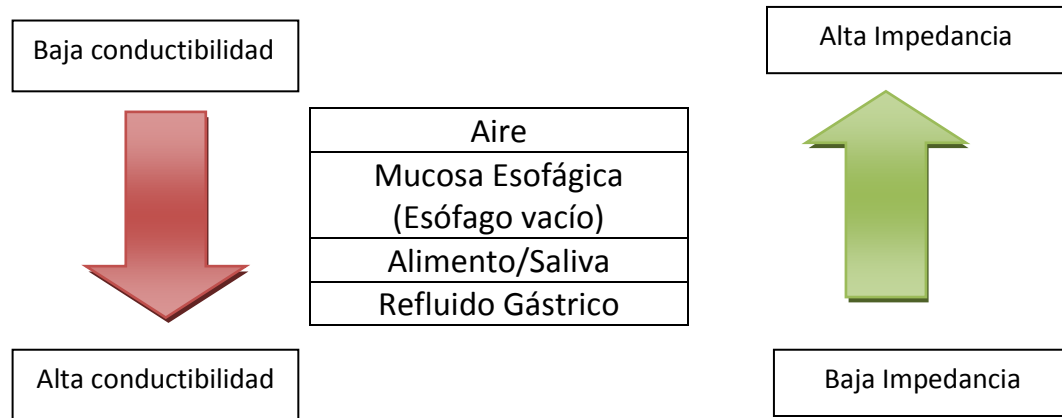 Baja conductibilidad
Alta Impedancia
Aire
Mucosa Esofágica
(Esófago vacío)
Alimento/Saliva
Refluido Gástrico
Alta conductibilidad
Baja Impedancia